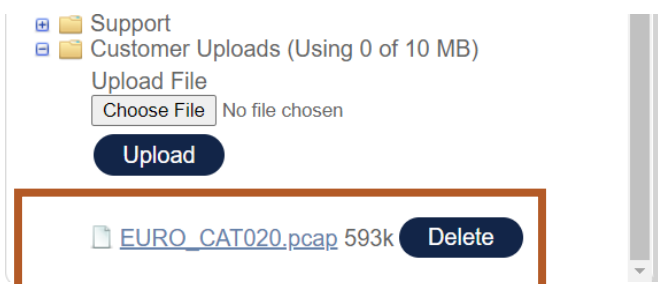 Support
Customer Uploads (Using 0 of 10 MB)
Upload File
Choose File No file chosen
Upload
EURO_CAT020.pcap 593k Delete